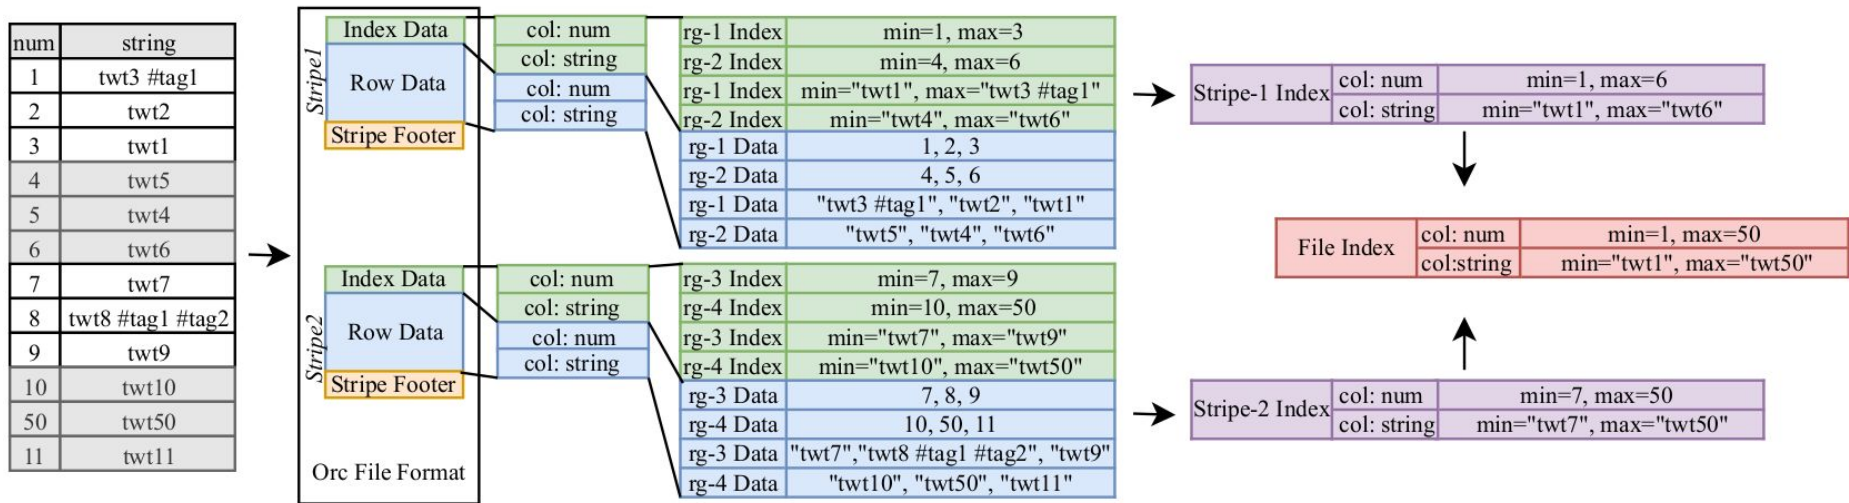 num string
1 twt3 #tag1
2 twt2
3 twt1
4 twt5
5 twt4
6 twt6
7 twt7
8 twt8 #tag1 #tag2
9 twt9
10 twt10
50 twt50
11 twt11
Stripe1
Index Data
Row Data
Stripe Footer
Stripe2
Index Data
Row Data
Stripe Footer
Orc File Format
col: num
col: string
col: num
col: string
col: num
col: string
col: num
col: string
rg-1 Index min=1, max=3
rg-2 Index min=4, max=6
rg-1 Index min="twt1", max="twt3 #tag1"
rg-2 Index min="twt4", max="twt6"
rg-1 Data 1, 2, 3
rg-2 Data 4, 5, 6
rg-1 Data "twt3 #tag1", "twt2", "twt1"
rg-2 Data "twt5", "twt4", "twt6"
rg-3 Index min=7, max=9
rg-4 Index min=10, max=50
rg-3 Index min="twt7", max="twt9"
rg-4 Index min="twt10", max="twt50"
rg-3 Data 7, 8, 9
rg-4 Data 10, 50, 11
rg-3 Data "twt7","twt8 #tag1 #tag2", "twt9"
rg-4 Data "twt10", "twt50", "twt11"
Stripe-1 Index
col: num min=1, max=6
col: string min="twt1", max="twt6"
File Index
col: num min=1, max=50
col:string min="twt1", max="twt50"
Stripe-2 Index
col: num min=7, max=50
col: string min="twt7", max="twt50"